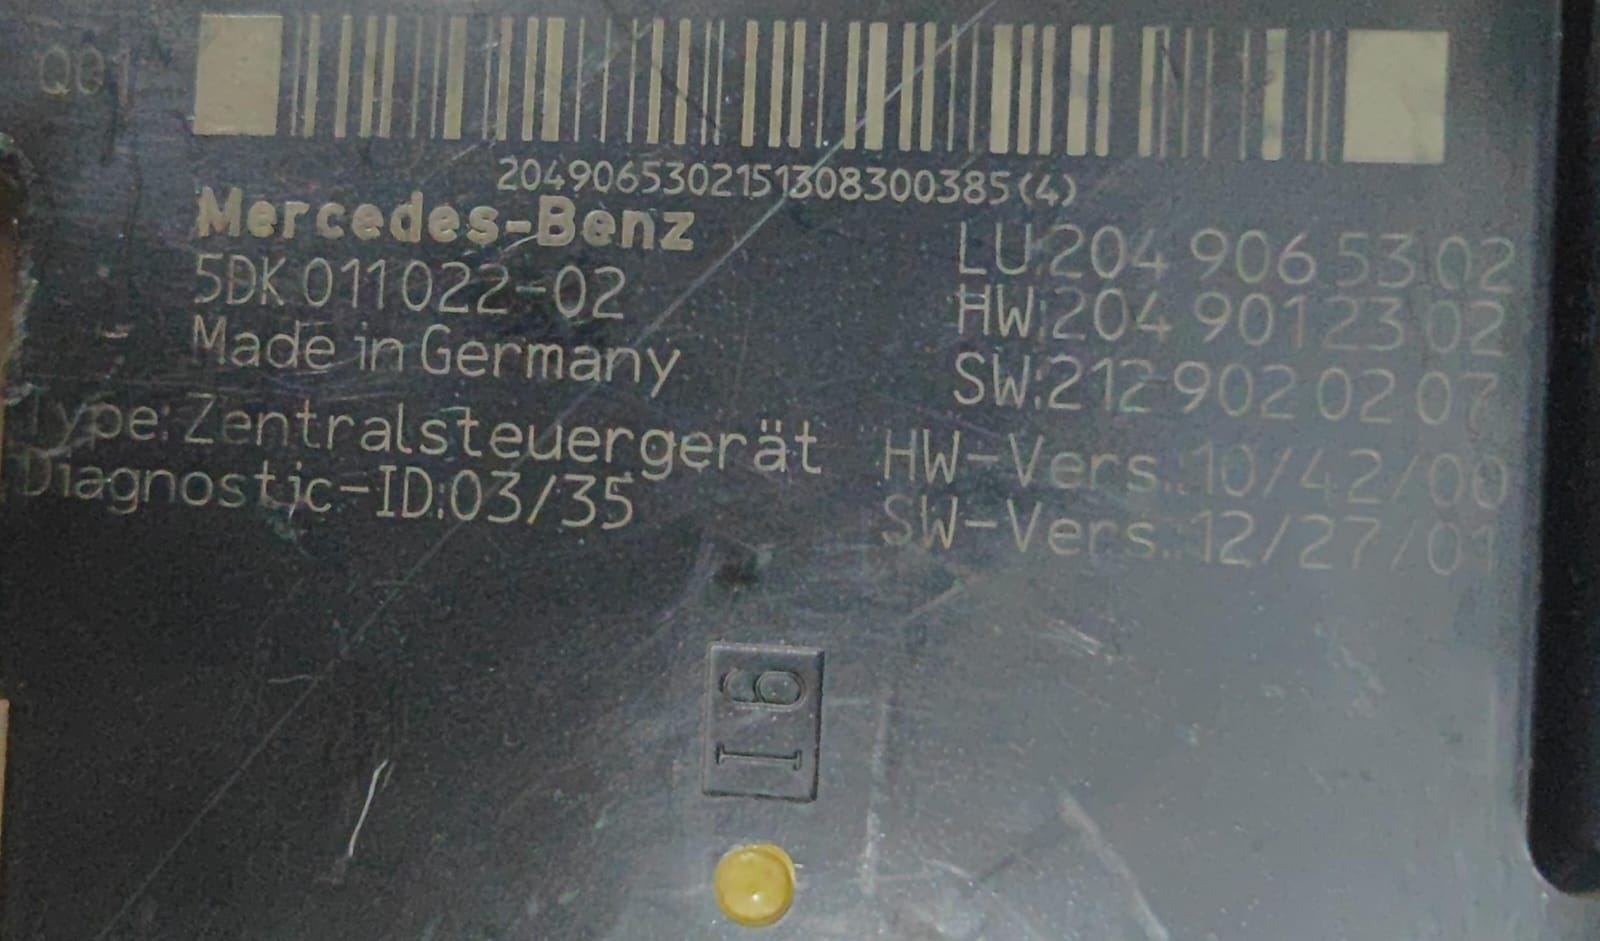 Q01
2049065302151308300385(4)
Mercedes-Benz
5DK 011022-02
Made in Germany
Type: Zentralsteuergerät
Diagnostic-ID:03/35
LU:204 906 53 02
HW:204 901 23 02
SW:212 902 02 07
HW-Vers.:10/42/00
SW-Vers.:12/27/01